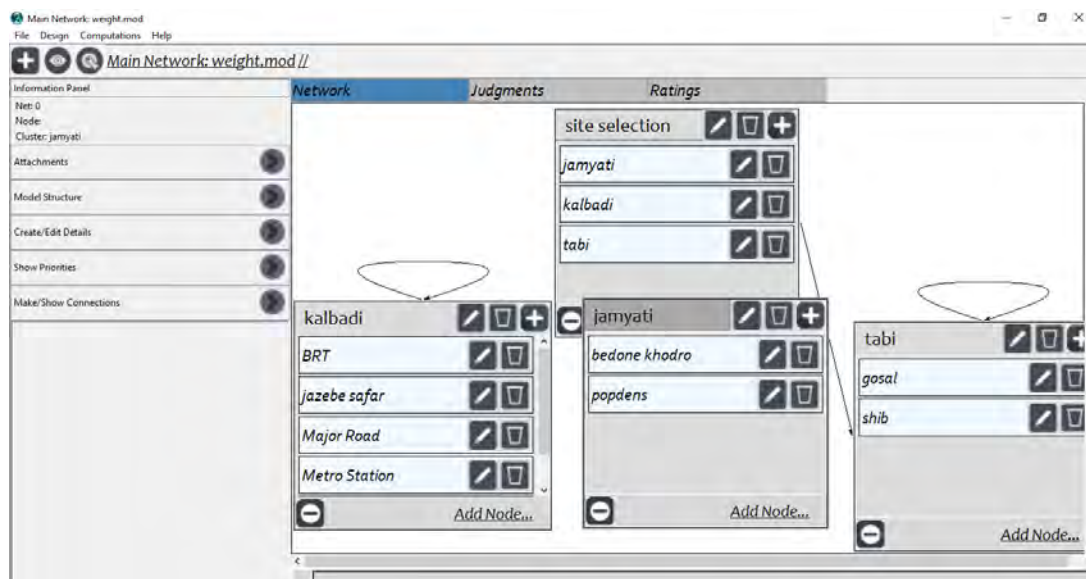 Main Network: weight.mod
File Design Computations Help
Main Network: weight.mod //
Information Panel
Net: 0
Node:
Cluster: jamyati
Attachments
Model Structure
Create/Edit Details
Show Priorities
Make/Show Connections
Network Judgments Ratings
site selection
jamyati
kalbadi
tabi
kalbadi
BRT
jazebe safar
Major Road
Metro Station
Add Node...
jamyati
bedone khodro
popdens
Add Node...
tabi
gosal
shib
Add Node...